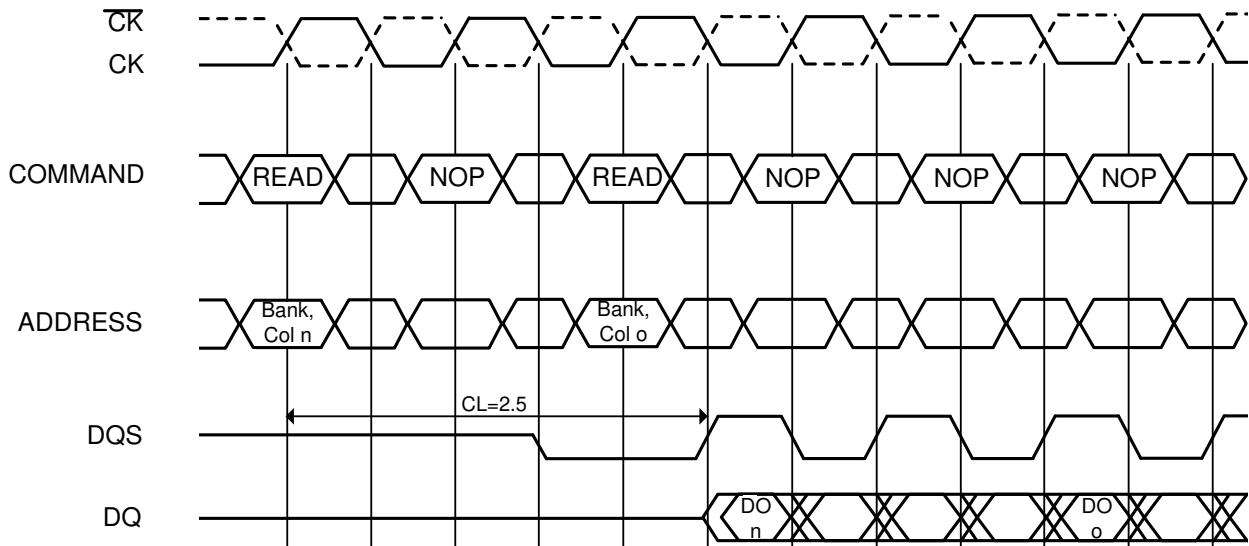 CK
CK
COMMAND
READ NOP READ NOP NOP NOP
ADDRESS
Bank,
Col n
Bank,
Col o
CL=2.5
DQS
DQ
DO
n
DO
o